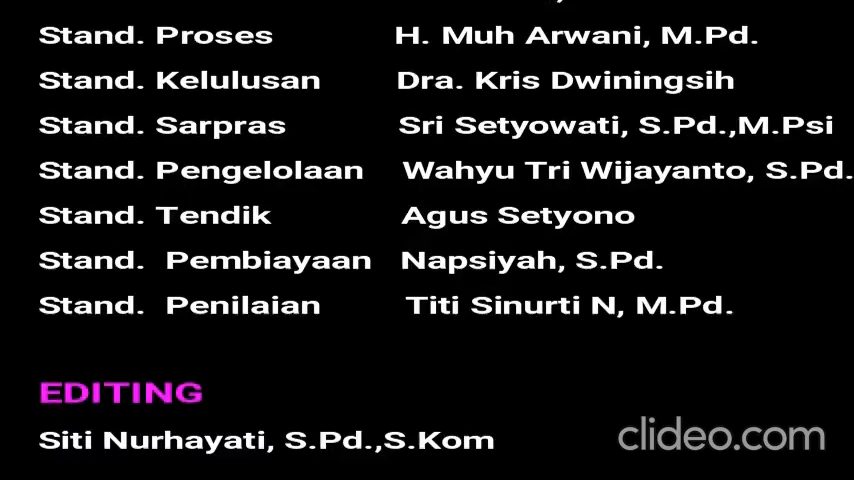 Stand. Proses H. Muh Arwani, M.Pd.
Stand. Kelulusan Dra. Kris Dwiningsih
Stand. Sarpras Sri Setyowati, S.Pd.,M.Psi
Stand. Pengelolaan Wahyu Tri Wijayanto, S.Pd.
Stand. Tendik Agus Setyono
Stand. Pembiayaan Napsiyah, S.Pd.
Stand. Penilaian Titi Sinurti N, M.Pd.
EDITING
Siti Nurhayati, S.Pd.,S.Kom
clideo.com